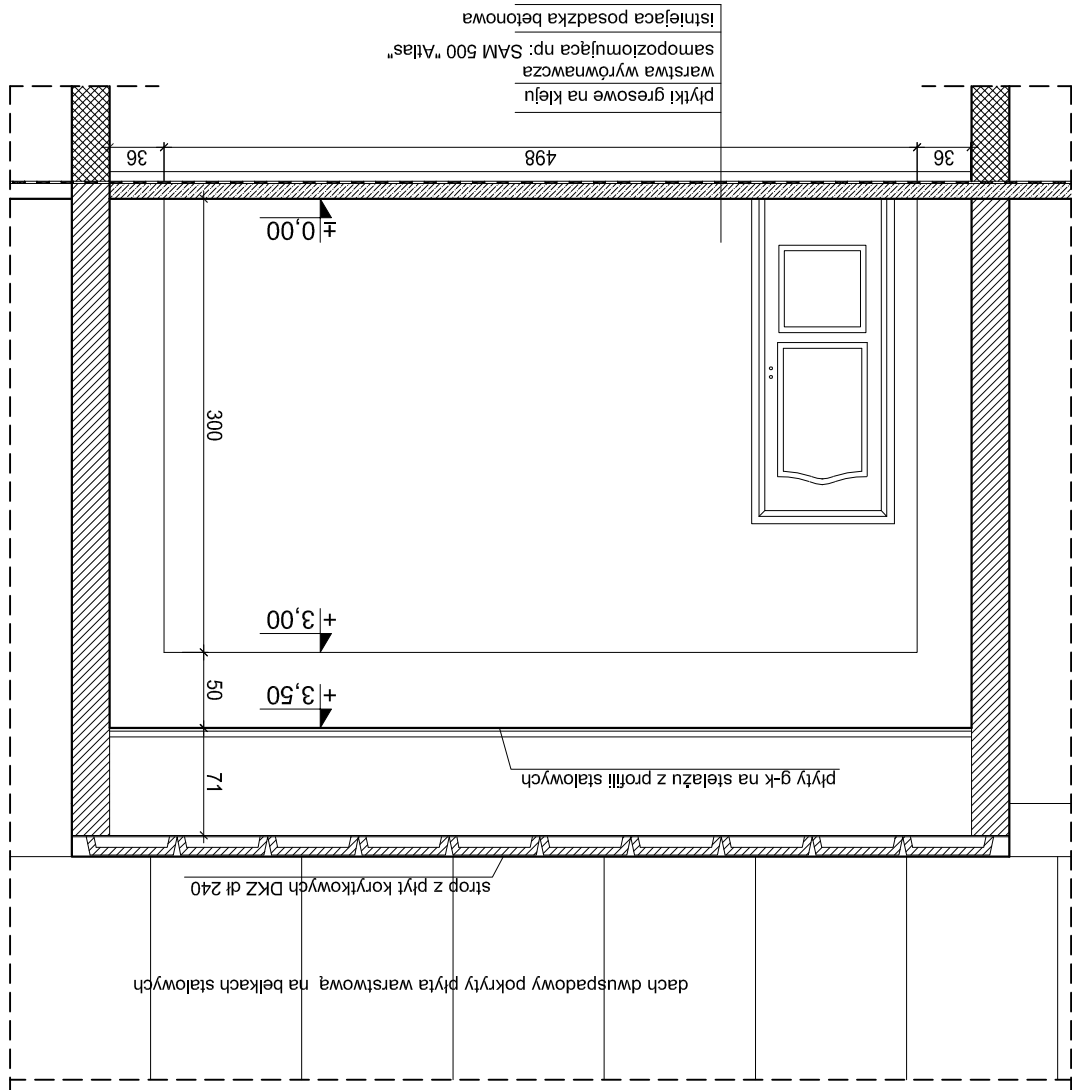 dach dwuspadowy pokryty płyta warstwową na belkach stalowych
strop z płyt korytkowych DKZ dł 240
71
płyty g-k na stelażu z profili stalowych
+ 3,50
50
+ 3,00
300
± 0,00
36
498
36
płytki gresowe na kleju
warstwa wyrównawcza
samopoziomująca np: SAM 500 "Atlas"
istniejaca posadzka betonowa